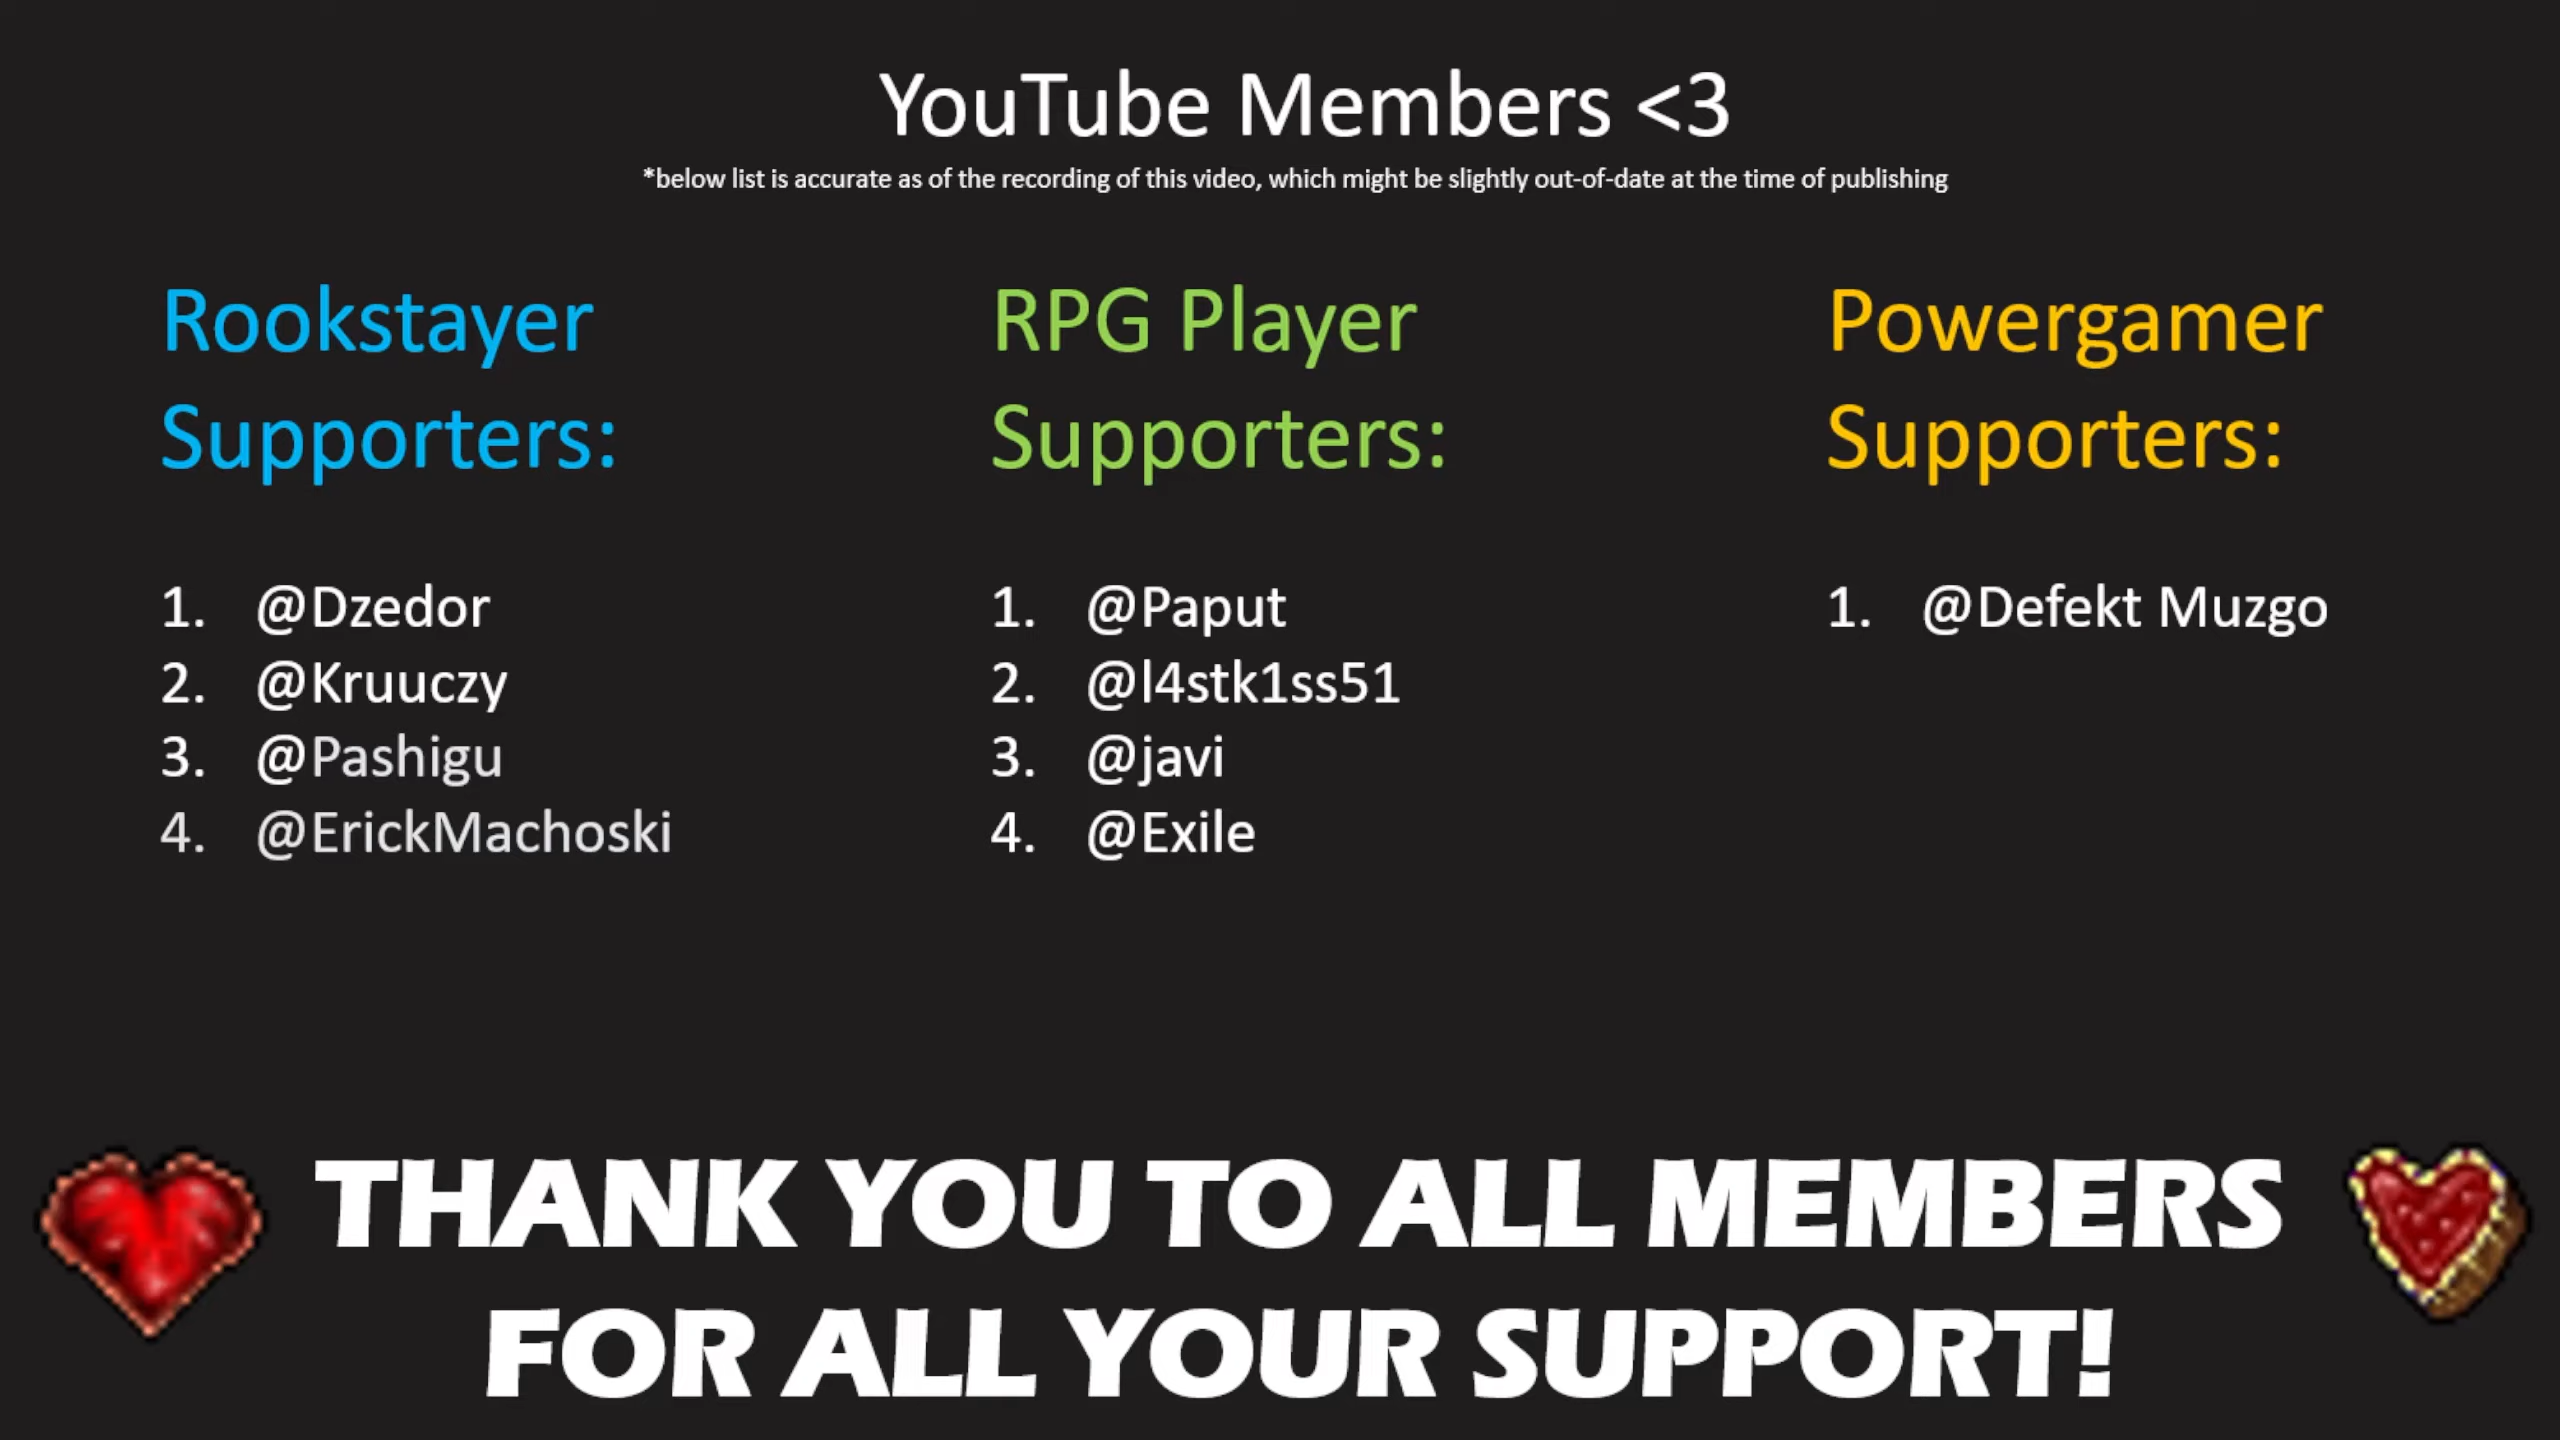 YouTube Members <3
*below list is accurate as of the recording of this video, which might be slightly out-of-date at the time of publishing
Rookstayer
Supporters:
1. @Dzedor
2. @Kruuczy
3. @Pashigu
4. @ErickMachoski
RPG Player
Supporters:
1. @Paput
2. @l4stk1ss51
3. @javi
4. @Exile
Powergamer
Supporters:
1. @Defekt Muzgo
THANK YOU TO ALL MEMBERS
FOR ALL YOUR SUPPORT!